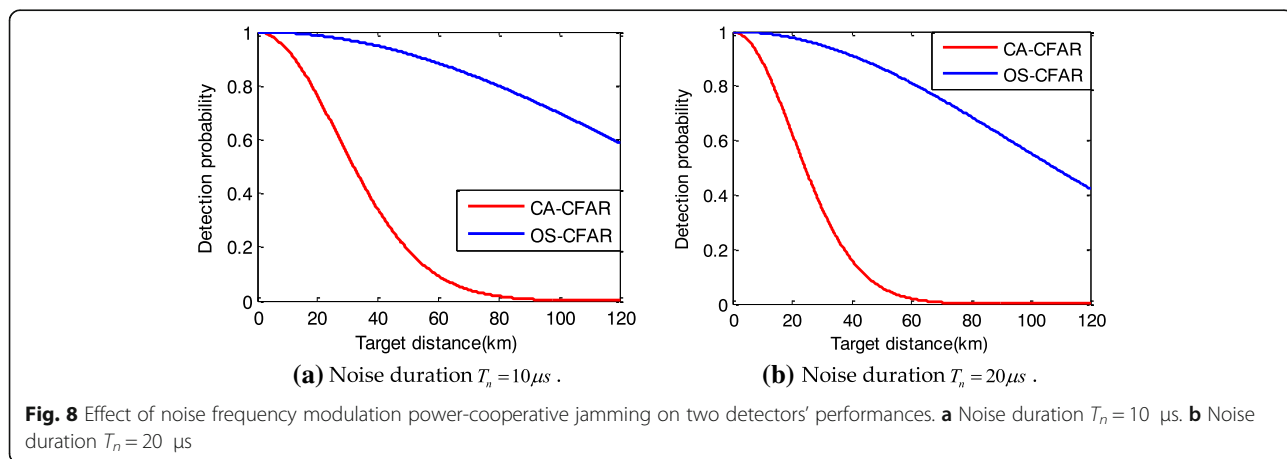 1
0.8
0.6
0.4
0.2
0
Detection probability
0 20 40 60 80 100 120
Target distance(km)
CA-CFAR
OS-CFAR
(a) Noise duration Tₙ = 10μs .
1
0.8
0.6
0.4
0.2
0
Detection probability
0 20 40 60 80 100 120
Target distance(km)
CA-CFAR
OS-CFAR
(b) Noise duration Tₙ = 20μs .
Fig. 8 Effect of noise frequency modulation power-cooperative jamming on two detectors’ performances. a Noise duration Tₙ = 10 μs. b Noise
duration Tₙ = 20 μs